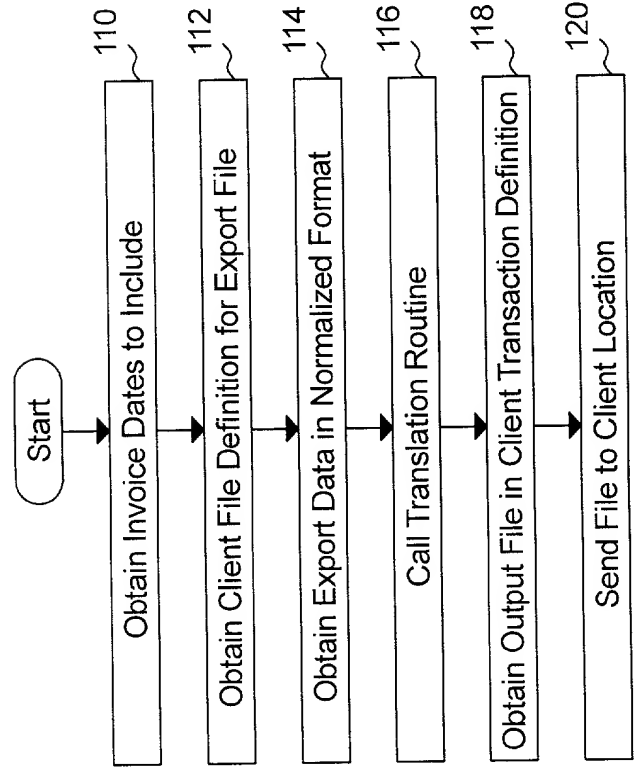 Start
Obtain Invoice Dates to Include
110
Obtain Client File Definition for Export File
112
Obtain Export Data in Normalized Format
114
Call Translation Routine
116
Obtain Output File in Client Transaction Definition
118
Send File to Client Location
120